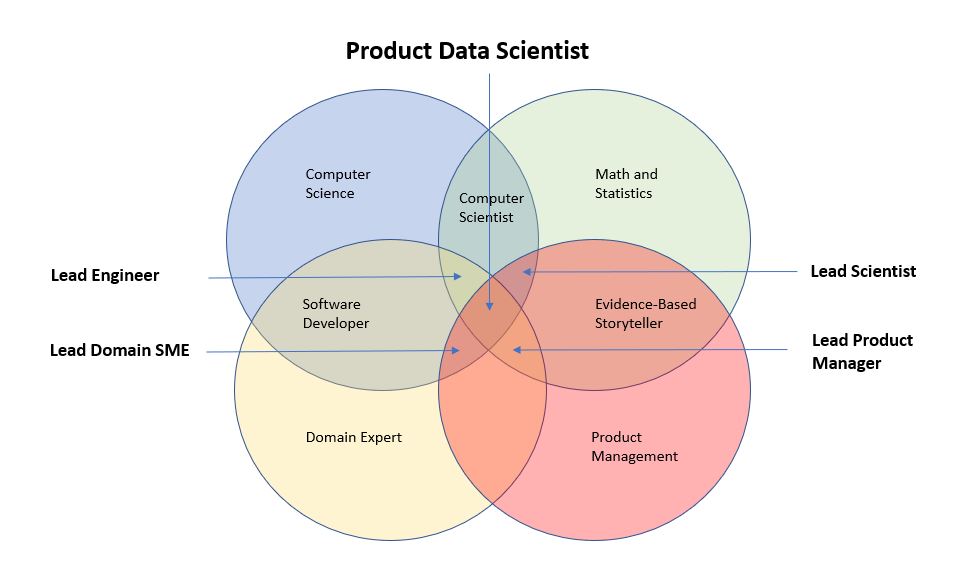 Product Data Scientist
Computer
Science
Math and
Statistics
Computer
Scientist
Lead Engineer
Lead Scientist
Software
Developer
Evidence-Based
Storyteller
Lead Domain SME
Lead Product
Manager
Domain Expert
Product
Management